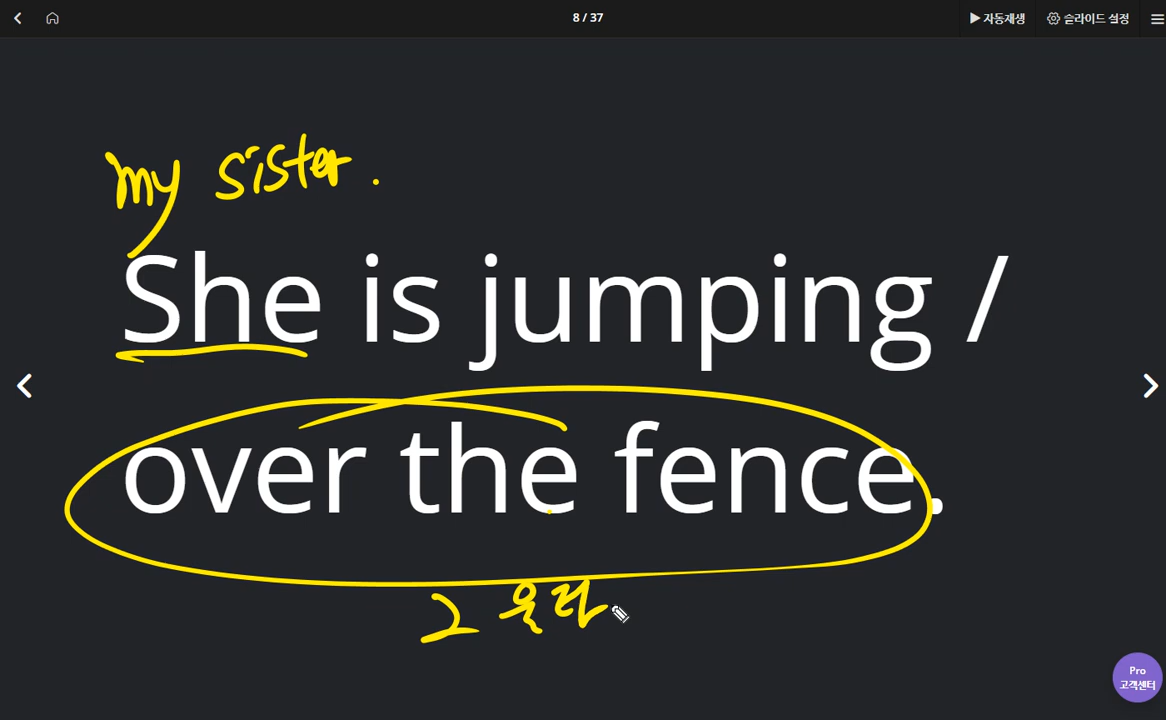 8 / 37
자동재생
슬라이드 설정
my sister.
She is jumping /
over the fence.
그 울타
Pro
고객센터